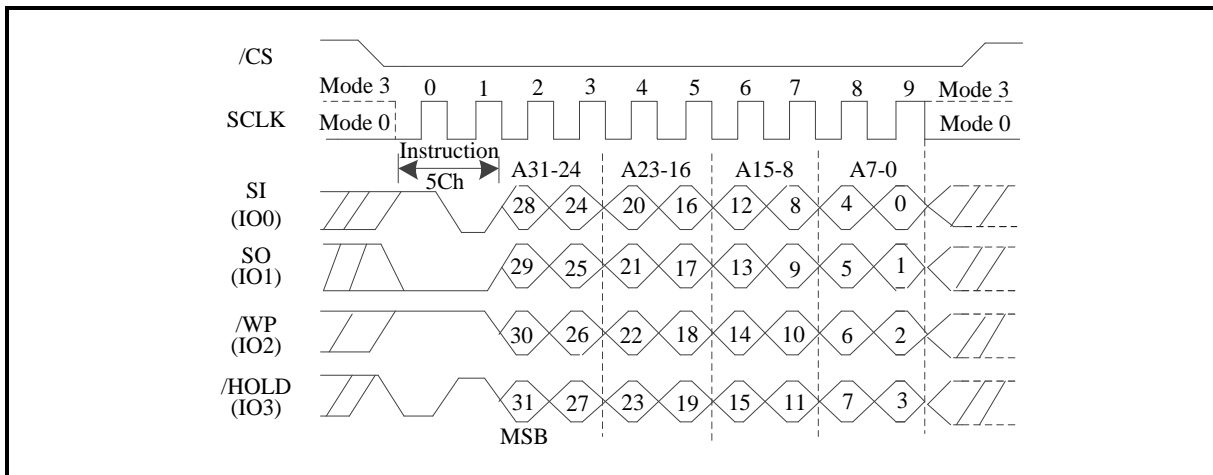 /CS
Mode 3 0 1 2 3 4 5 6 7 8 9 Mode 3
SCLK Mode 0 Mode 0
Instruction
5Ch A31-24 A23-16 A15-8 A7-0
SI
(IO0) 28 24 20 16 12 8 4 0
SO
(IO1) 29 25 21 17 13 9 5 1
/WP
(IO2) 30 26 22 18 14 10 6 2
/HOLD
(IO3) 31 27 23 19 15 11 7 3
MSB